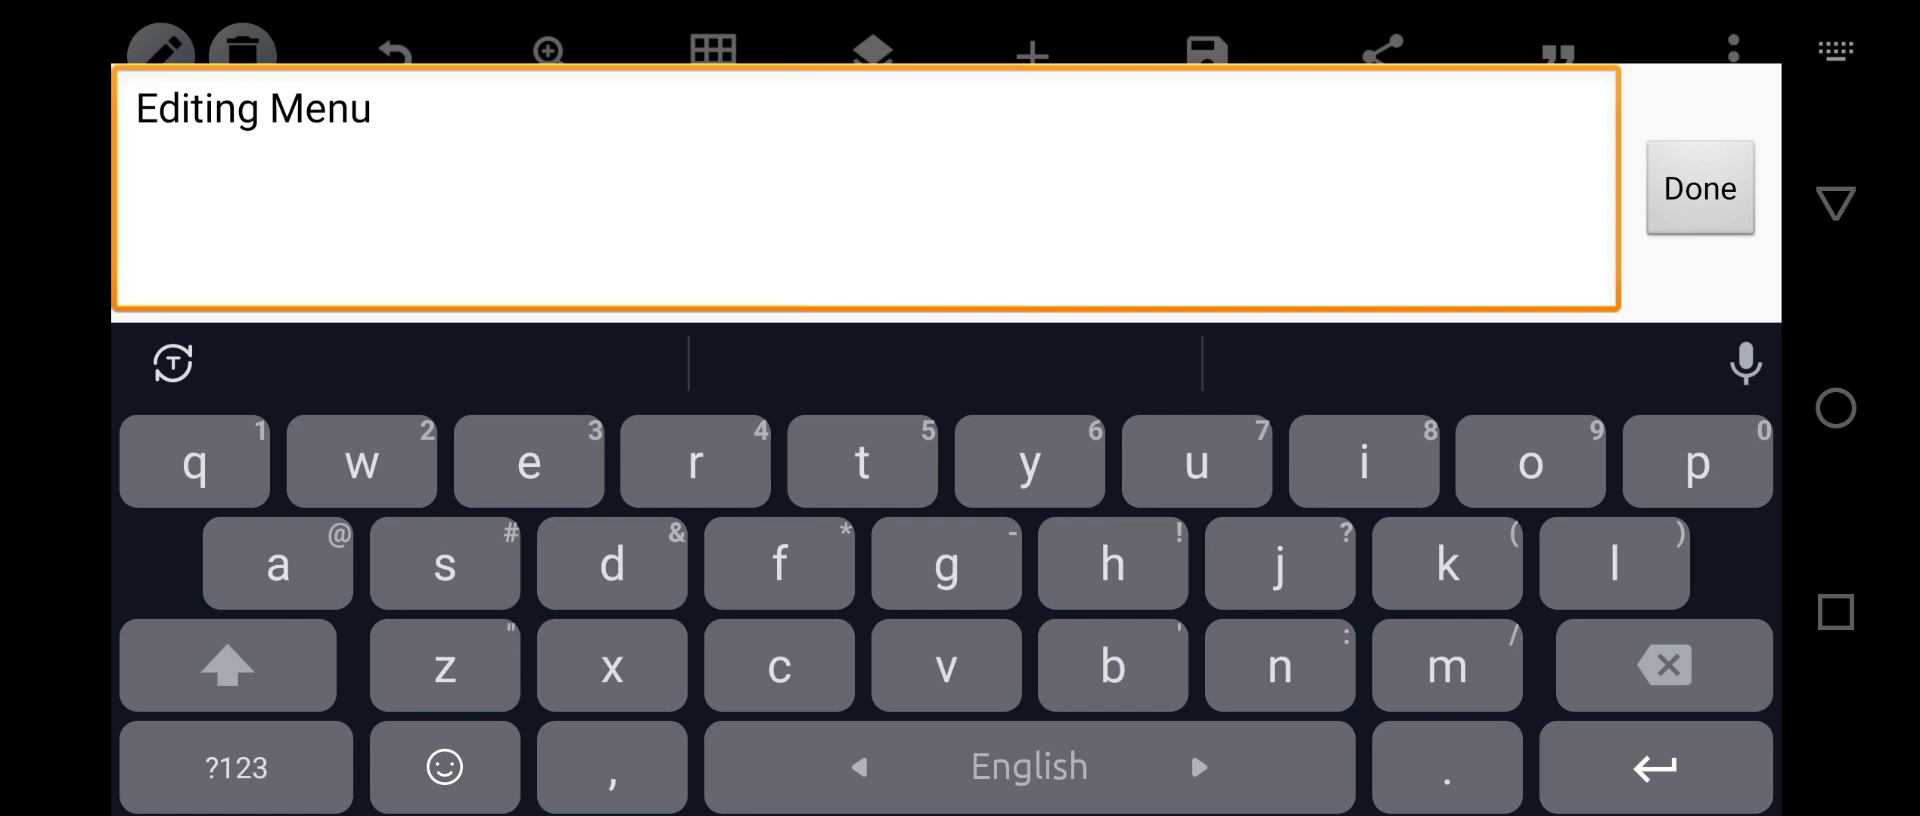 Editing Menu
Done
1 2 3 4 5 6 7 8 9 0
q w e r t y u i o p
@ # & * - ! ? ( )
a s d f g h j k l
" ' : /
z x c v b n m
?123 , English .